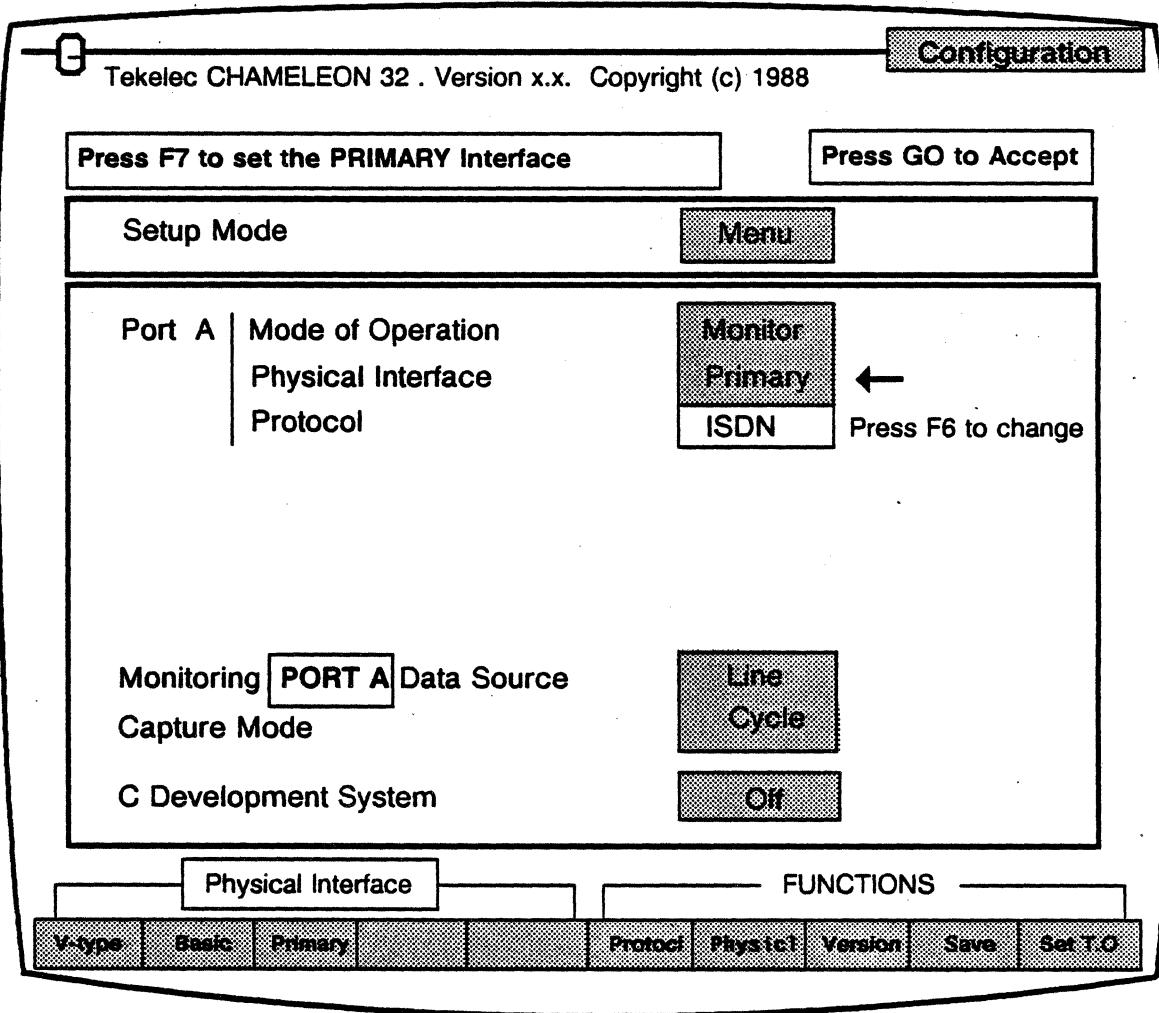 Configuration
Tekelec CHAMELEON 32 . Version x.x. Copyright (c) 1988
Press F7 to set the PRIMARY Interface
Press GO to Accept
Setup Mode Menu
Port A Mode of Operation Monitor
Physical Interface Primary
Protocol ISDN Press F6 to change
Monitoring PORT A Data Source Line
Capture Mode Cycle
C Development System Off
Physical Interface FUNCTIONS
V-type Basic Primary Protocl Physicl Version Save Set T.O